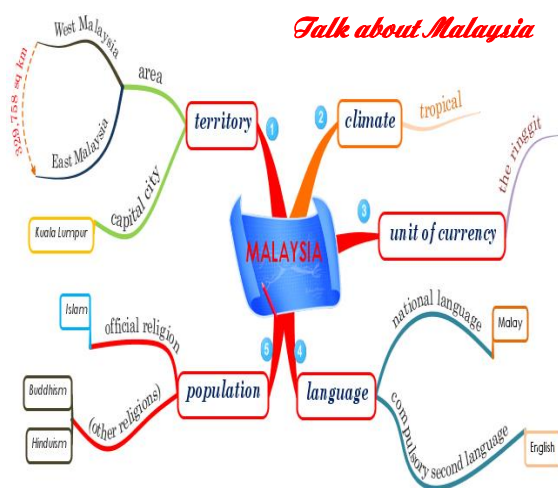 Talk about Malaysia
MALAYSIA
1
territory
area
West Malaysia
East Malaysia
329,758 sq km
capital city
Kuala Lumpur
2
climate
tropical
3
unit of currency
the ringgit
4
language
national language
Malay
compulsory second language
English
5
population
official religion
Islam
(other religions)
Buddhism
Hinduism